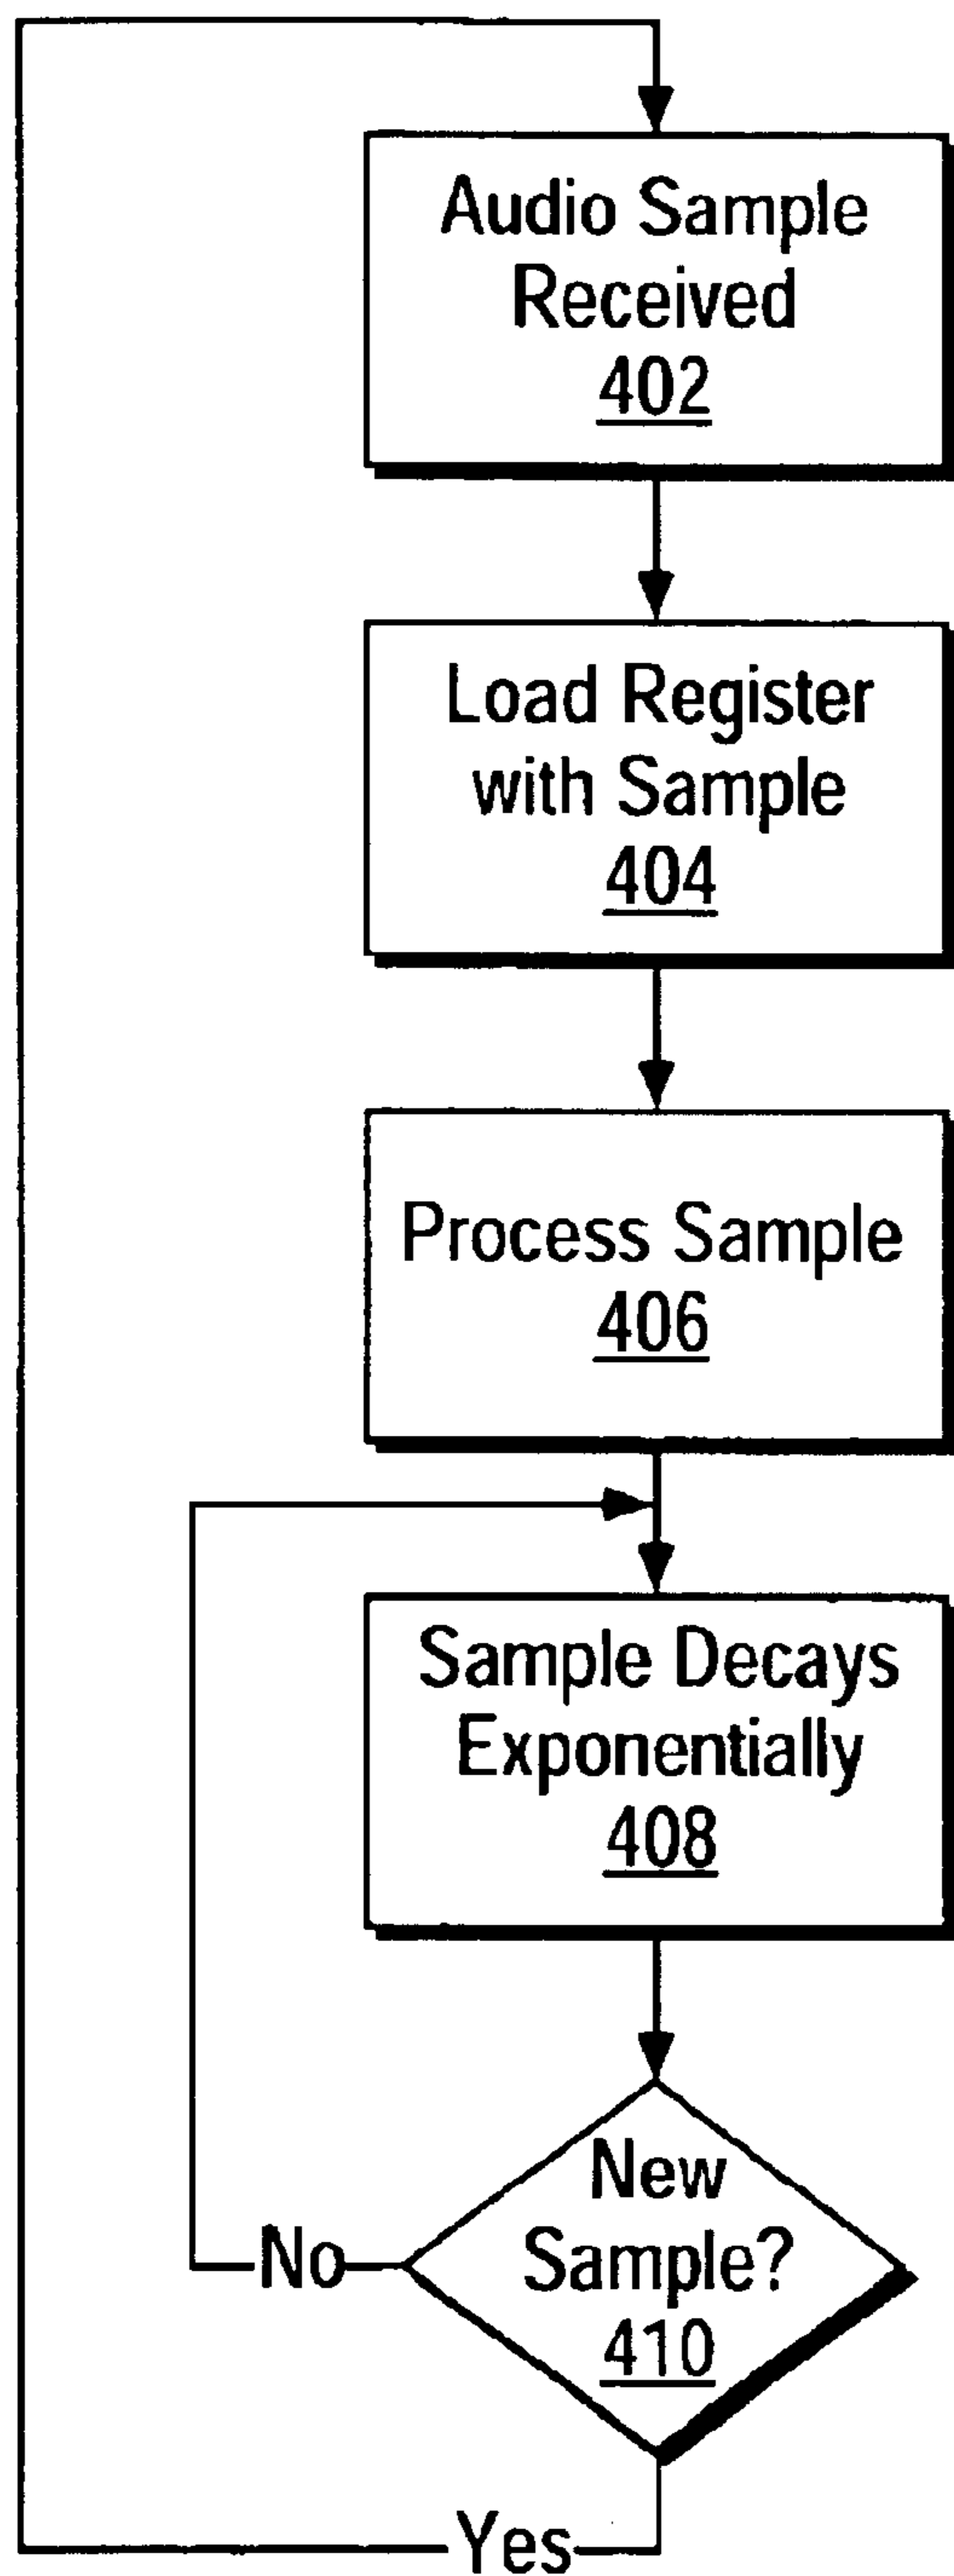 Audio Sample
Received
402
Load Register
with Sample
404
Process Sample
406
Sample Decays
Exponentially
408
New
Sample?
410
No
Yes